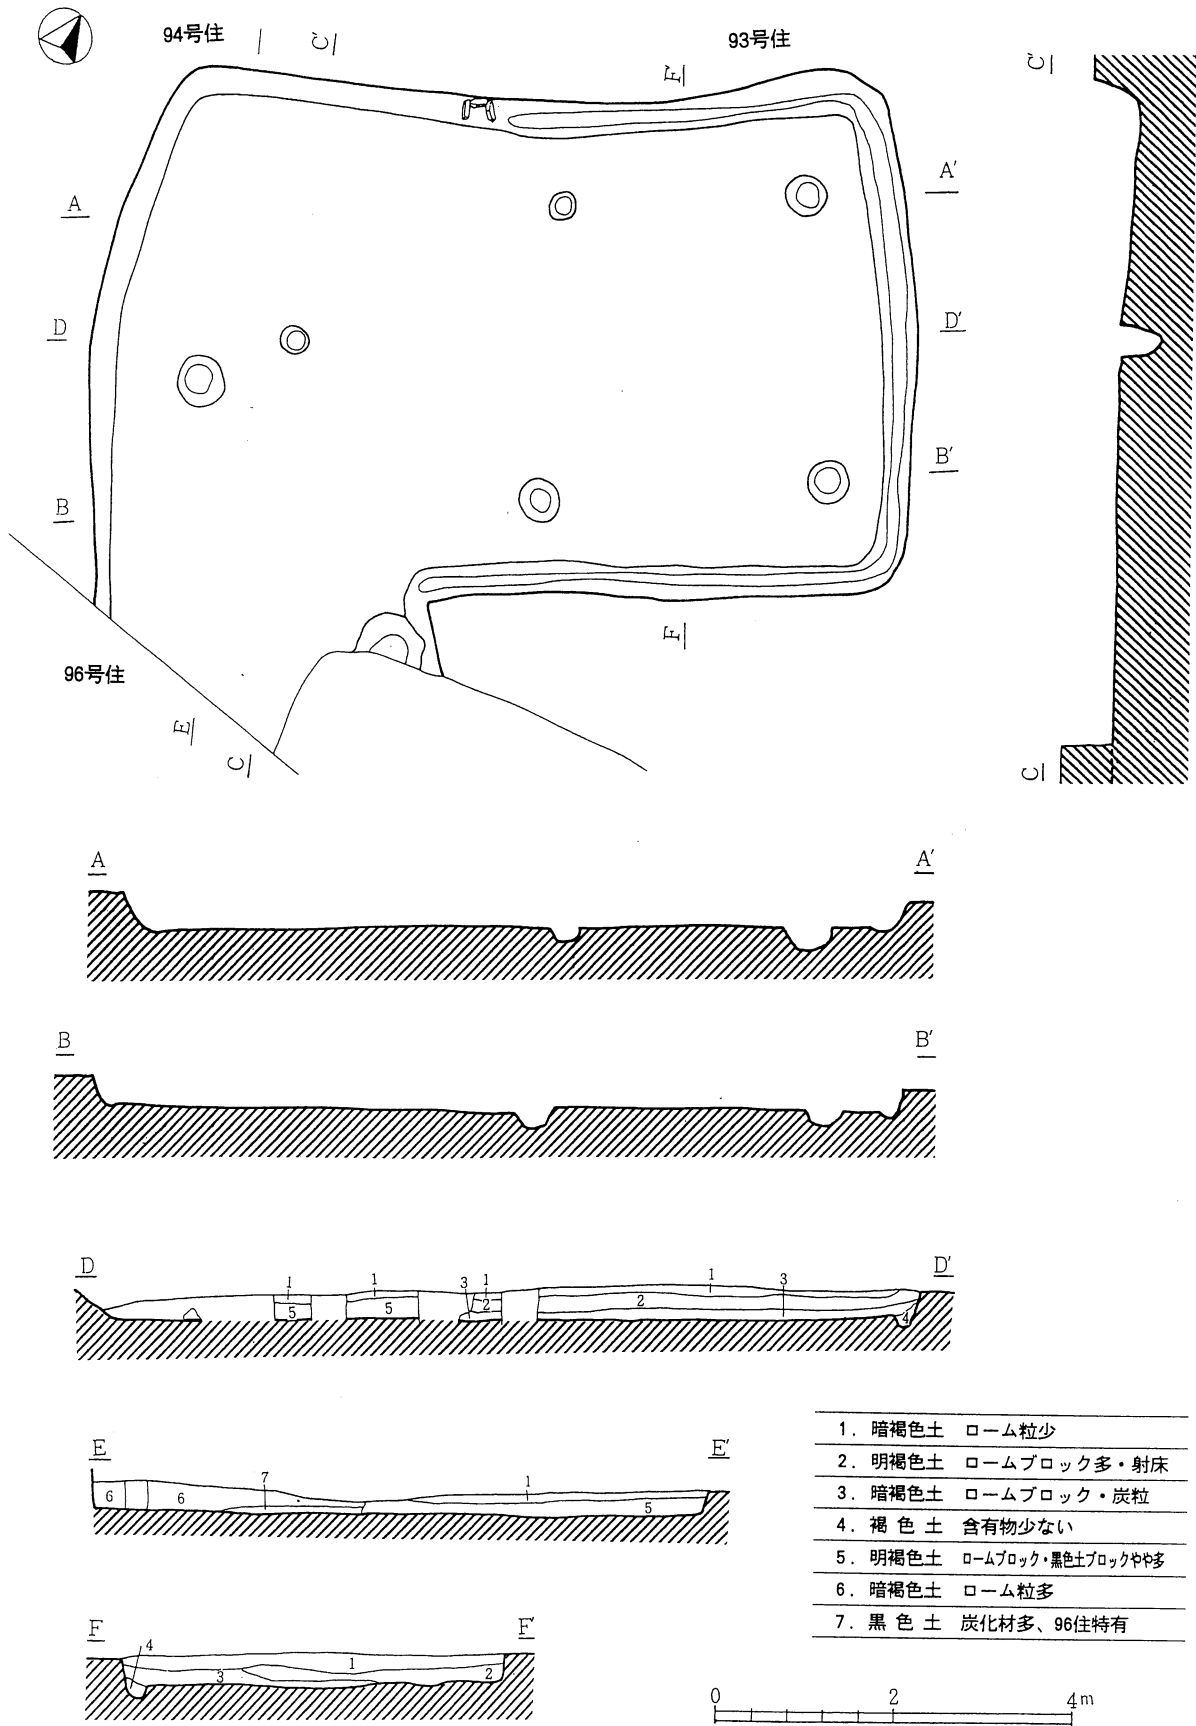 94号住
C'
93号住
F'
C'
A
A'
D
D'
B
B'
96号住
F
E
C
C
A
A'
B
B'
D
1
1
3
1
1
3
D'
5
5
2
2
4
E
7
1
E'
6
6
5
F
4
1
F'
3
2
1. 暗褐色土 ローム粒少
2. 明褐色土 ロームブロック多・射床
3. 暗褐色土 ロームブロック・炭粒
4. 褐色土 含有物少ない
5. 明褐色土 ロームブロック・黒色土ブロックやや多
6. 暗褐色土 ローム粒多
7. 黒色土 炭化材多、96住特有
0 2 4m